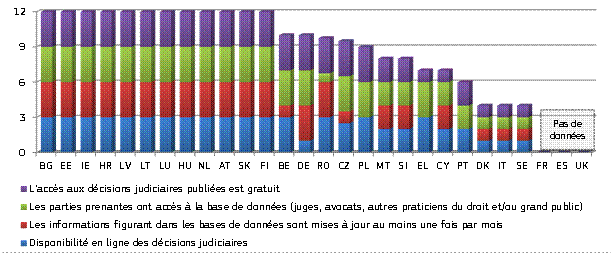 12
9
6
3
0
Pas de
données
BG EE IE HR LV LT LU HU NL AT SK FI BE DE RO CZ PL MT SI EL CY PT DK IT SE FR ES UK
L'accès aux décisions judiciaires publiées est gratuit
Les parties prenantes ont accès à la base de données (juges, avocats, autres praticiens du droit et/ou grand public)
Les informations figurant dans les bases de données sont mises à jour au moins une fois par mois
Disponibilité en ligne des décisions judiciaires